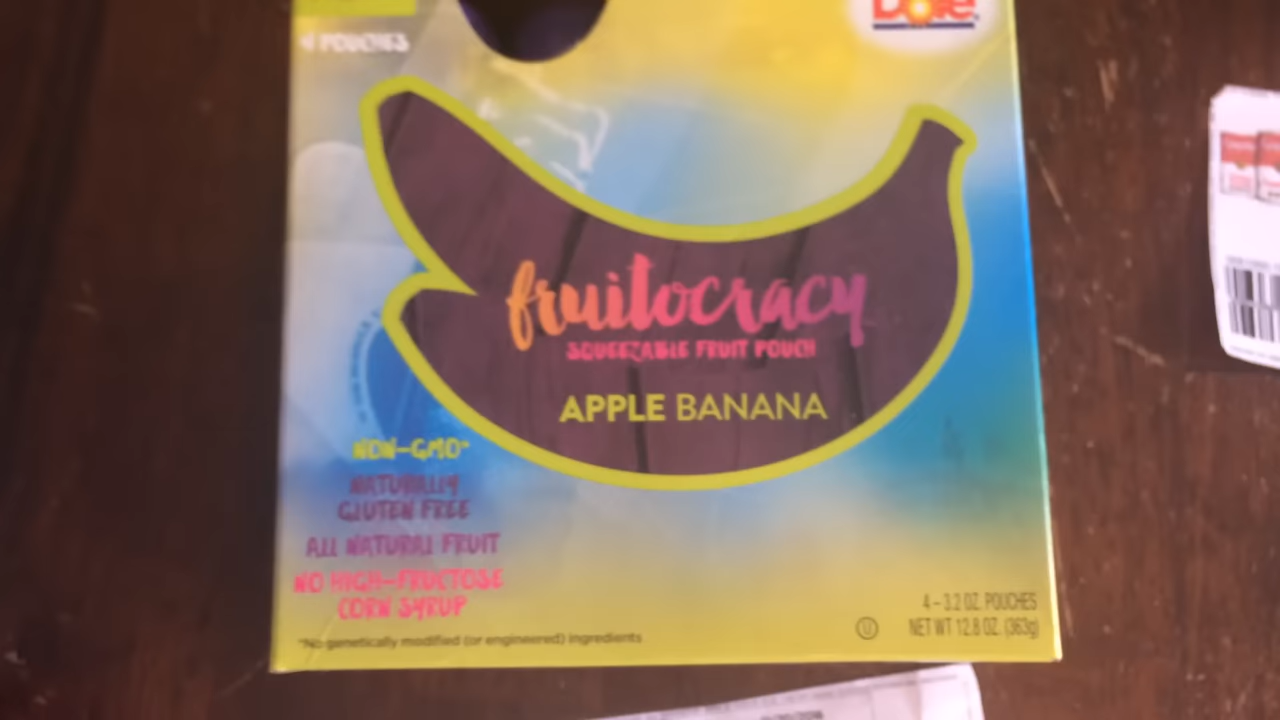 Dole
4 POUCHES
fruitocracy
SQUEEZABLE FRUIT POUCH
APPLE BANANA
NON-GMO*
NATURALLY
GLUTEN FREE
ALL NATURAL FRUIT
NO HIGH-FRUCTOSE
CORN SYRUP
4 - 3.2 OZ. POUCHES
NET WT 12.8 OZ. (363g)
U
*No genetically modified (or engineered) ingredients